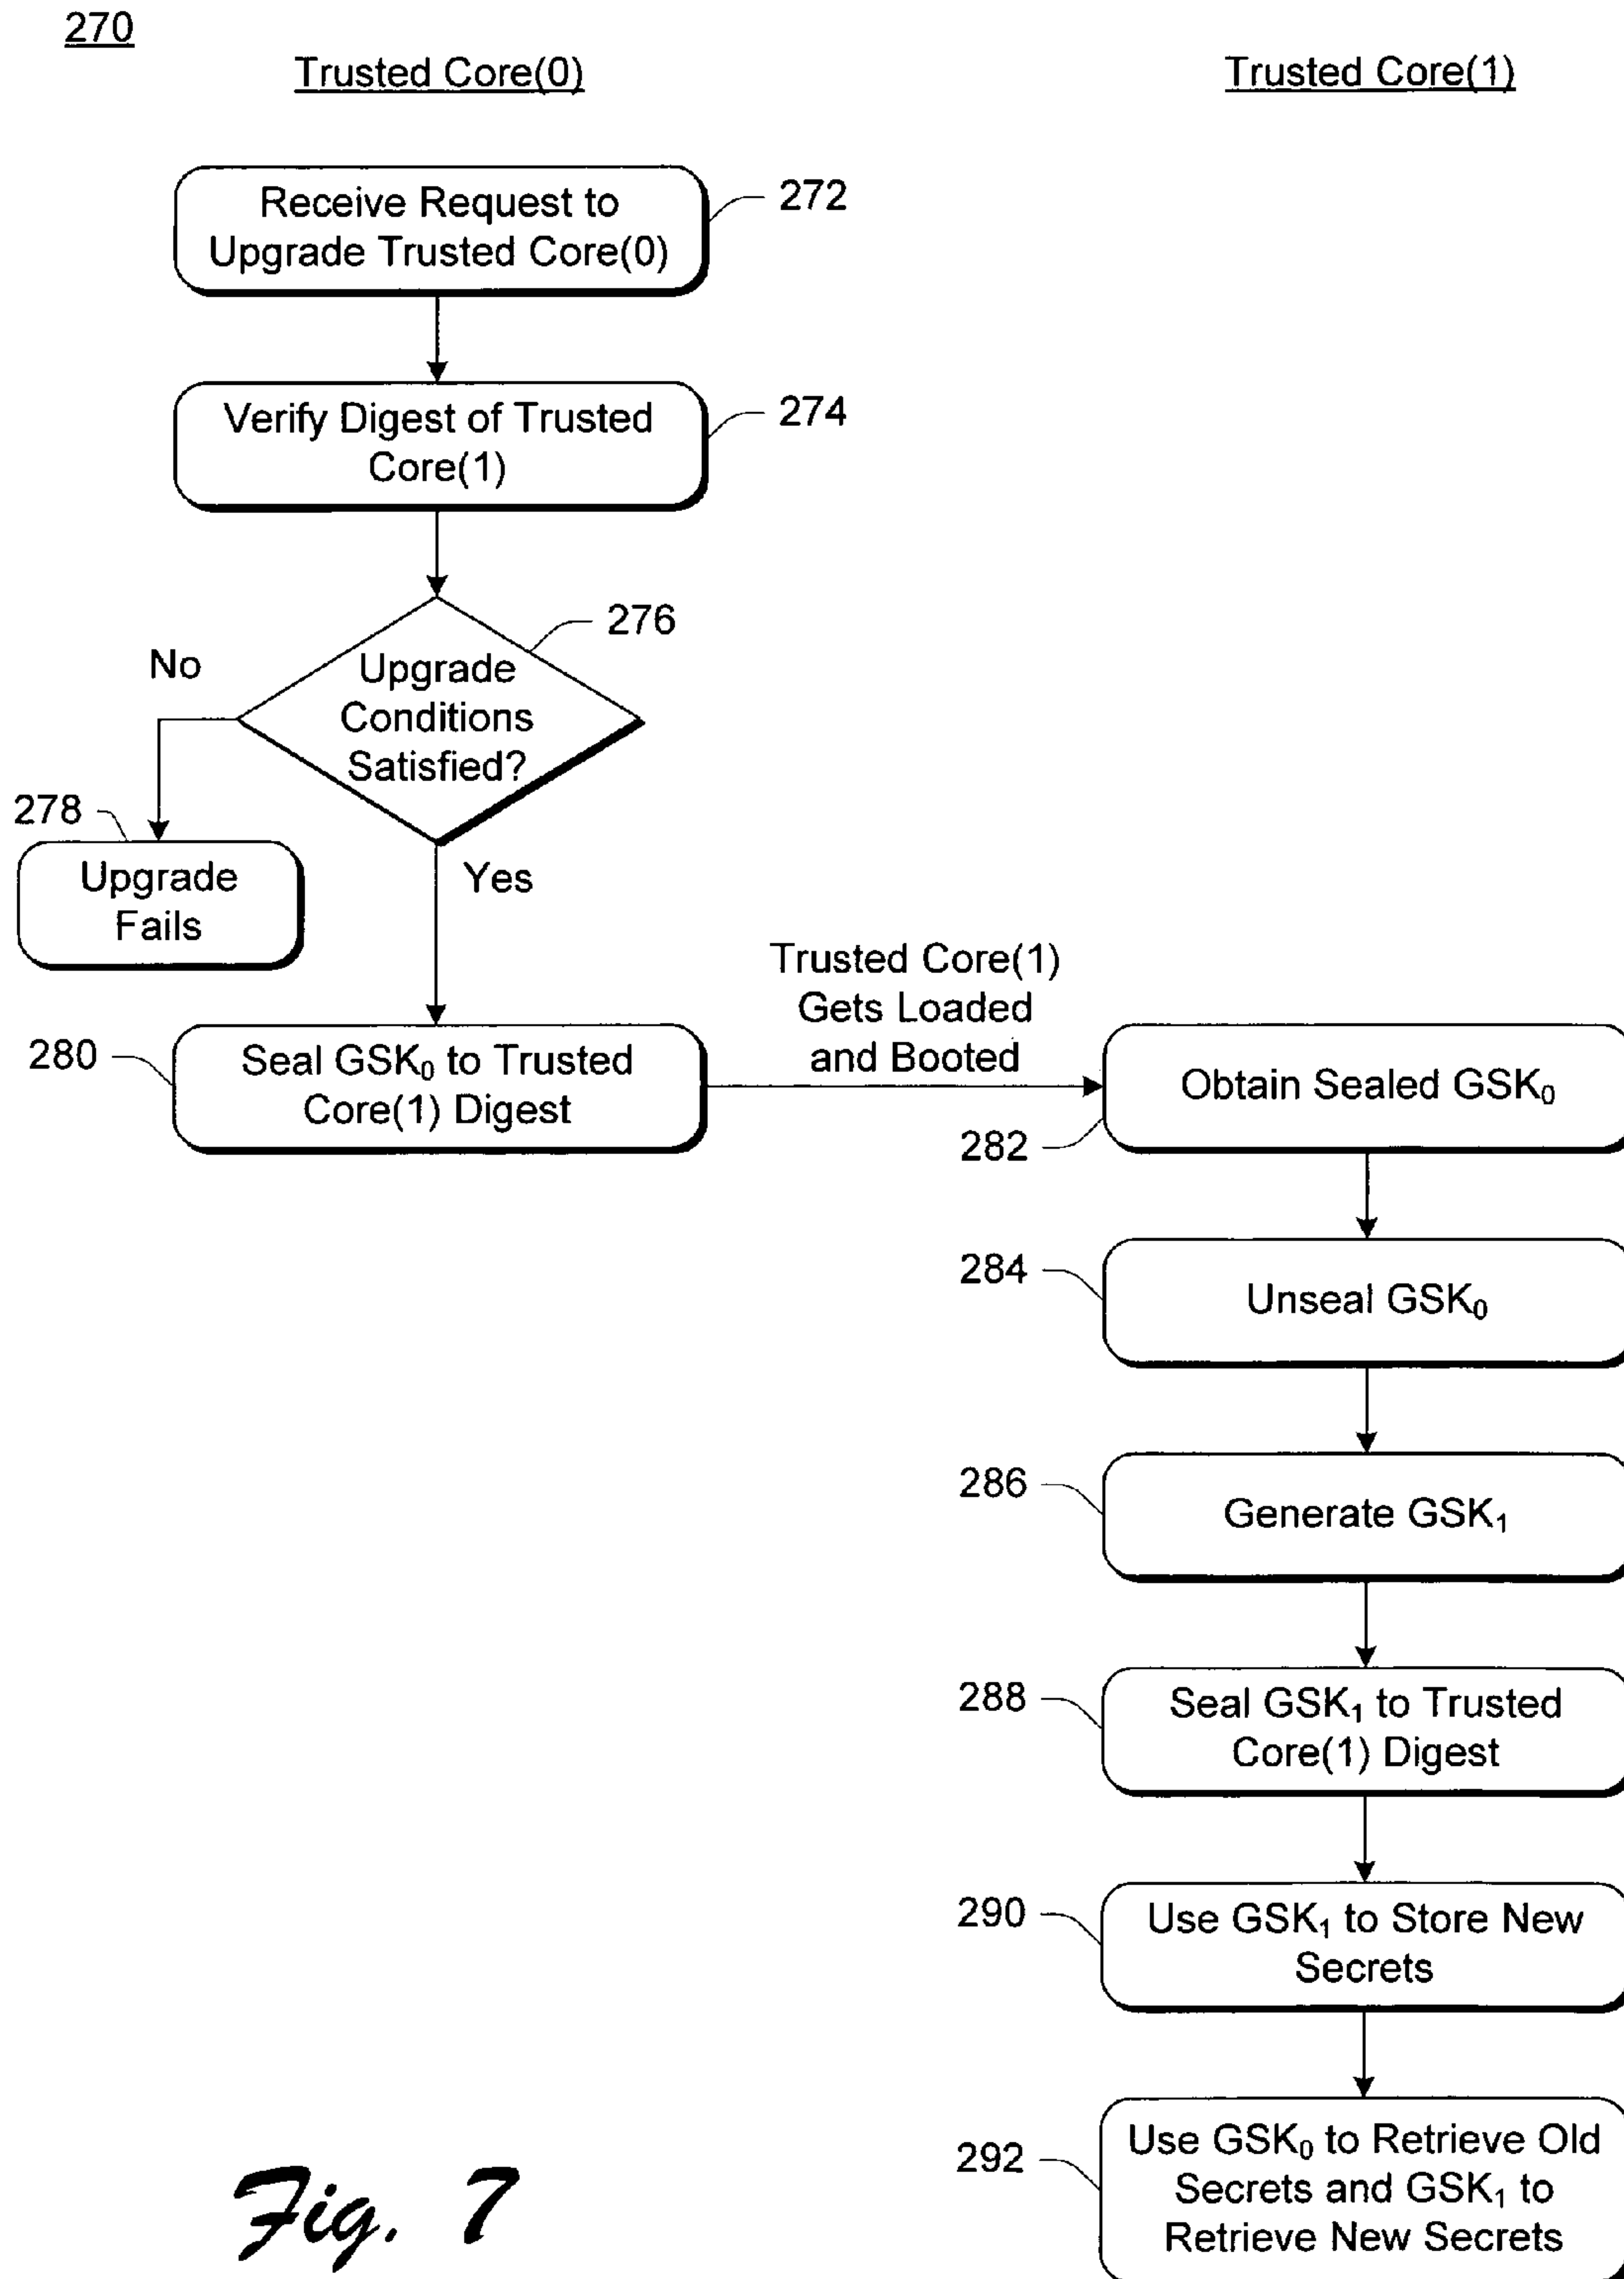 270
Trusted Core(0)
Trusted Core(1)
Receive Request to
Upgrade Trusted Core(0)
272
Verify Digest of Trusted
Core(1)
274
276
No
Upgrade
Conditions
Satisfied?
278
Upgrade
Fails
Yes
Trusted Core(1)
Gets Loaded
and Booted
280
Seal GSK₀ to Trusted
Core(1) Digest
Obtain Sealed GSK₀
282
284
Unseal GSK₀
286
Generate GSK₁
288
Seal GSK₁ to Trusted
Core(1) Digest
290
Use GSK₁ to Store New
Secrets
292
Use GSK₀ to Retrieve Old
Secrets and GSK₁ to
Retrieve New Secrets
Fig. 7